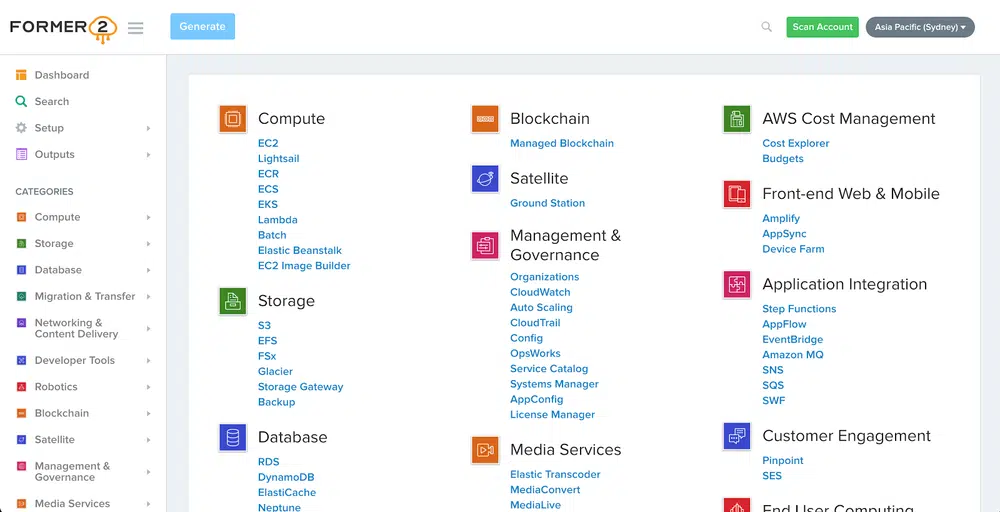 FORMER 2
Generate
Scan Account
Asia Pacific (Sydney)
Dashboard
Search
Setup
Outputs
CATEGORIES
Compute
Storage
Database
Migration & Transfer
Networking &
Content Delivery
Developer Tools
Robotics
Blockchain
Satellite
Management &
Governance
Media Services
Compute
EC2
Lightsail
ECR
ECS
EKS
Lambda
Batch
Elastic Beanstalk
EC2 Image Builder
Storage
S3
EFS
FSx
Glacier
Storage Gateway
Backup
Database
RDS
DynamoDB
ElastiCache
Neptune
Blockchain
Managed Blockchain
Satellite
Ground Station
Management &
Governance
Organizations
CloudWatch
Auto Scaling
CloudTrail
Config
OpsWorks
Service Catalog
Systems Manager
AppConfig
License Manager
Media Services
Elastic Transcoder
MediaConvert
MediaLive
AWS Cost Management
Cost Explorer
Budgets
Front-end Web & Mobile
Amplify
AppSync
Device Farm
Application Integration
Step Functions
AppFlow
EventBridge
Amazon MQ
SNS
SQS
SWF
Customer Engagement
Pinpoint
SES
End User Computing